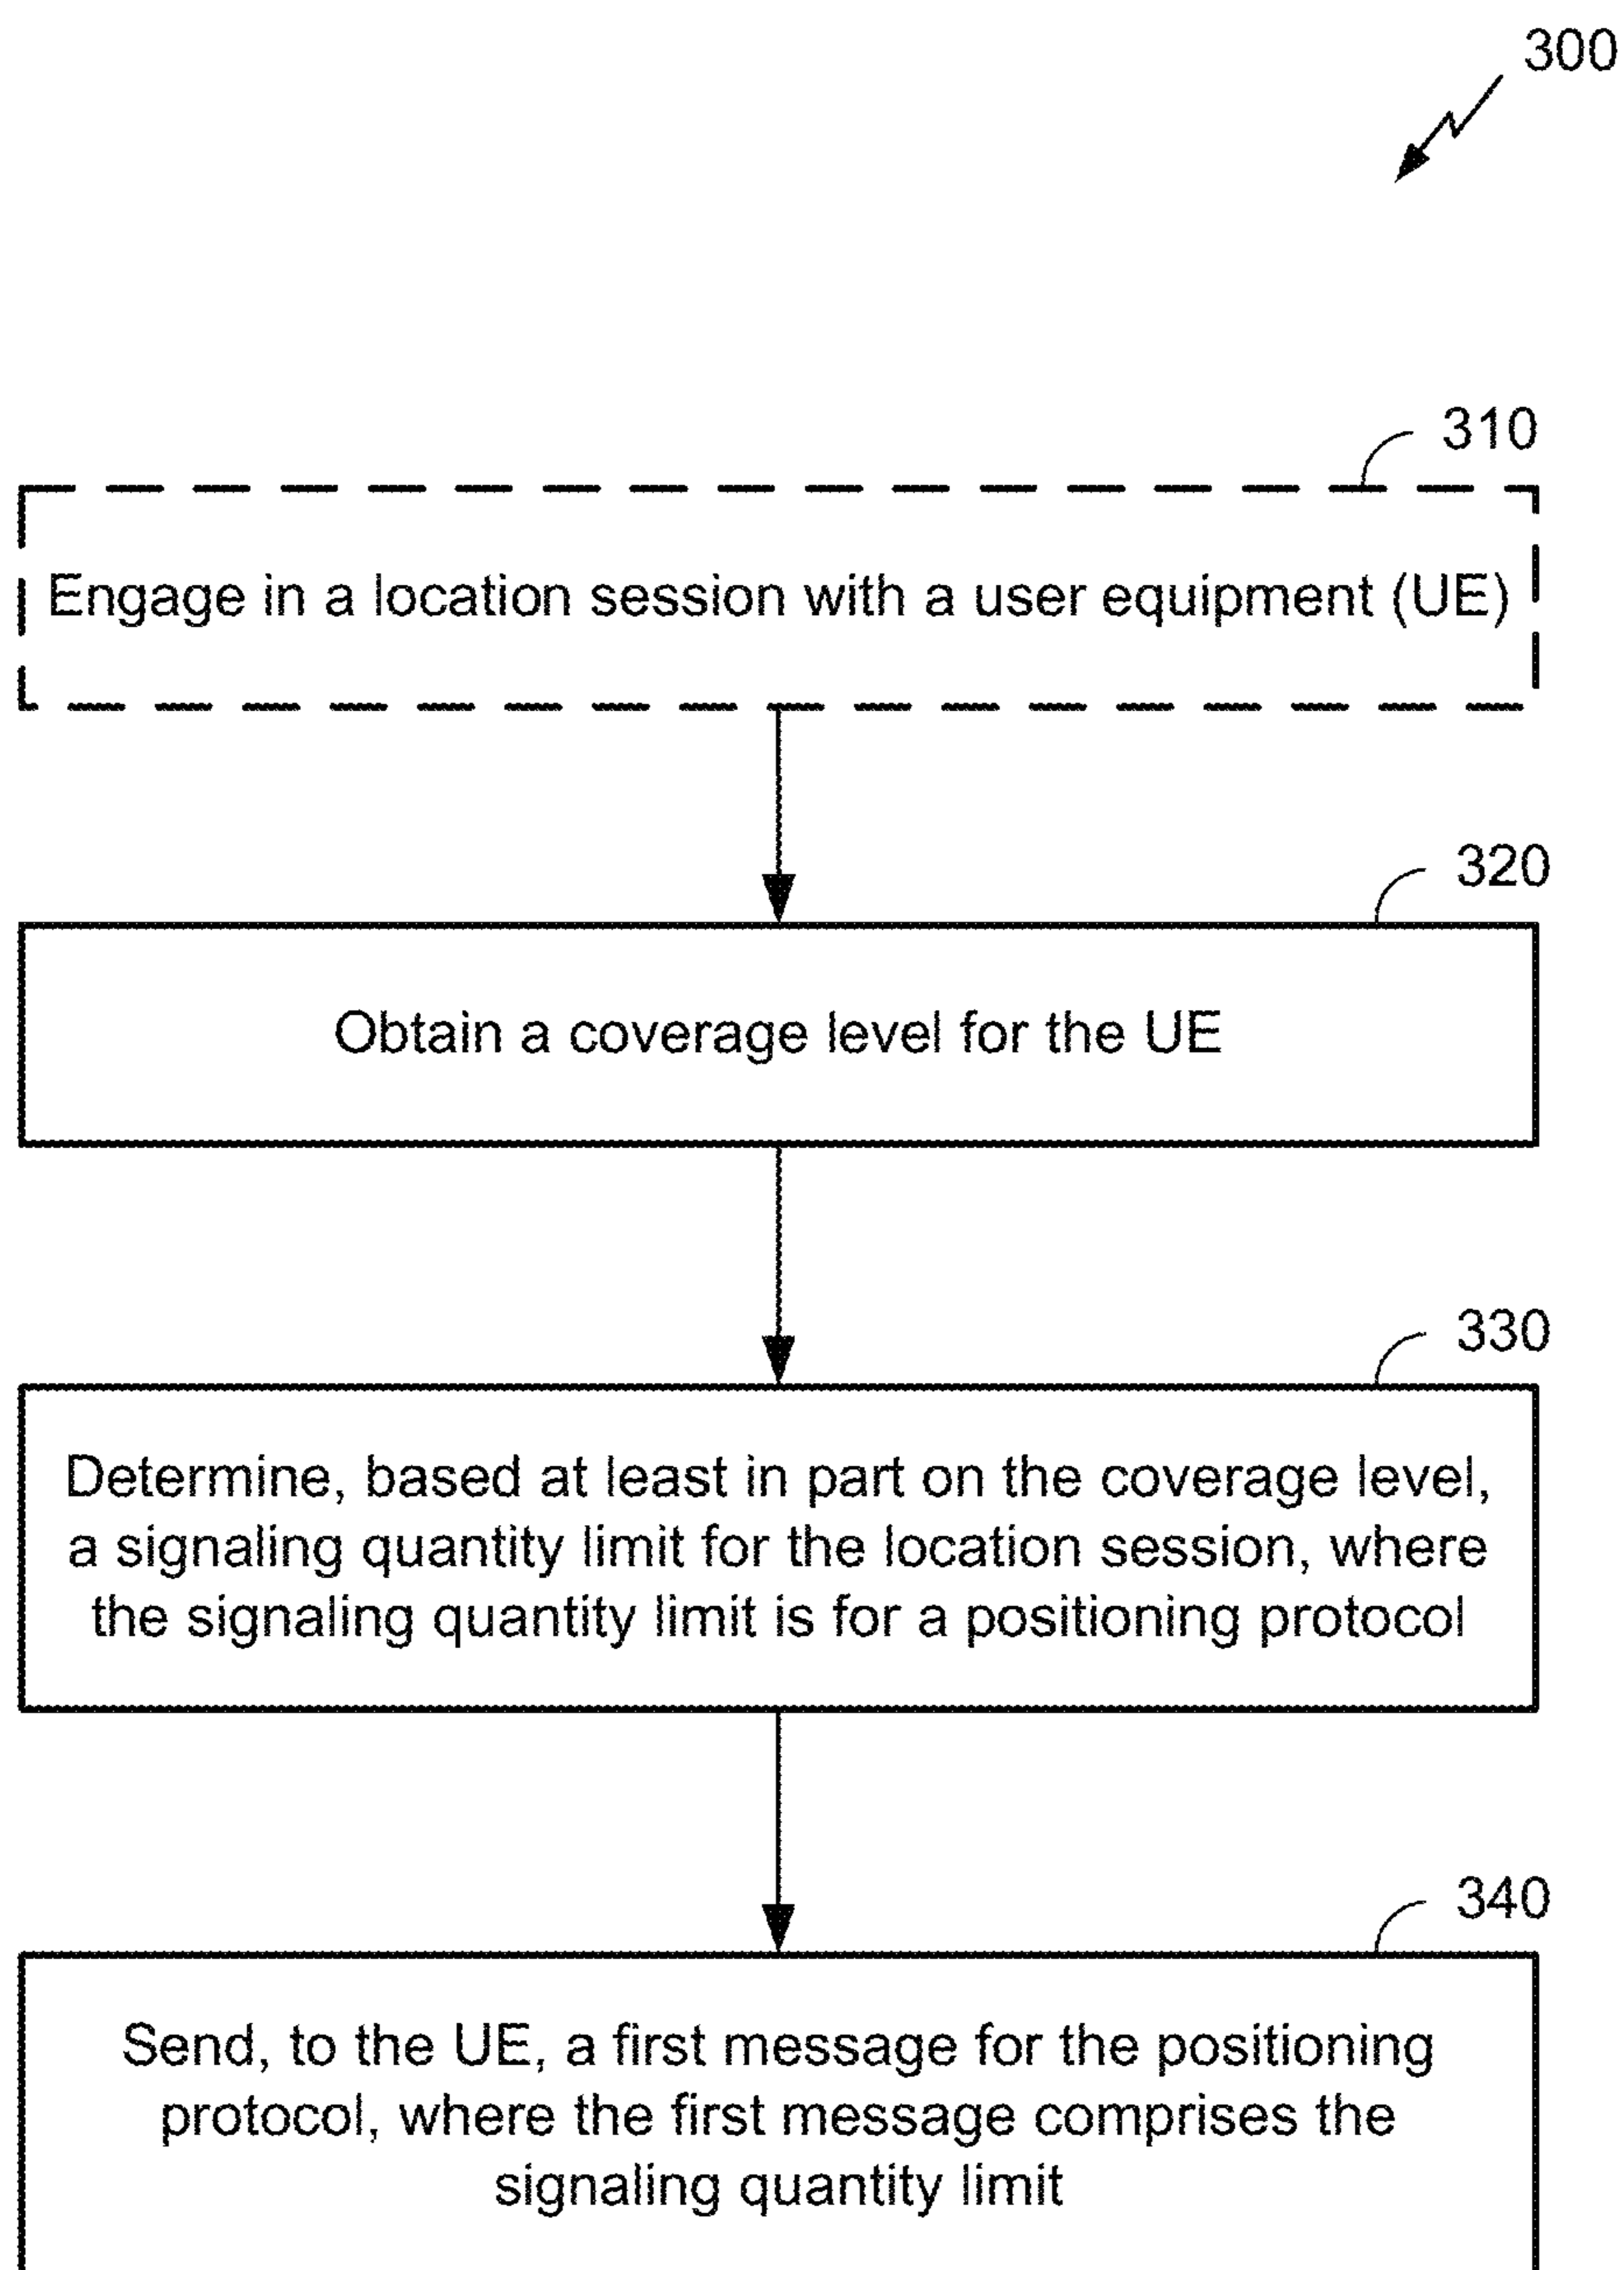 300
310
Engage in a location session with a user equipment (UE)
320
Obtain a coverage level for the UE
330
Determine, based at least in part on the coverage level,
a signaling quantity limit for the location session, where
the signaling quantity limit is for a positioning protocol
340
Send, to the UE, a first message for the positioning
protocol, where the first message comprises the
signaling quantity limit